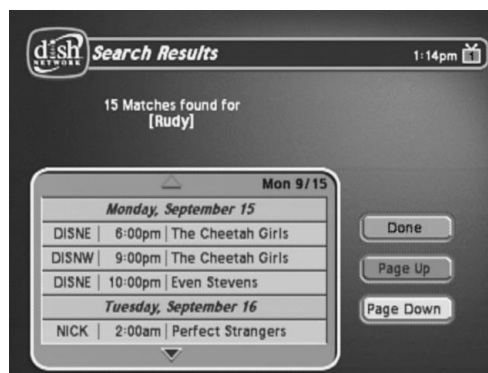 dish
NETWORK
Search Results
1:14pm
1
15 Matches found for
[Rudy]
Mon 9/15
Monday, September 15
DISNE | 6:00pm | The Cheetah Girls
DISNW | 9:00pm | The Cheetah Girls
DISNE | 10:00pm | Even Stevens
Tuesday, September 16
NICK | 2:00am | Perfect Strangers
Done
Page Up
Page Down